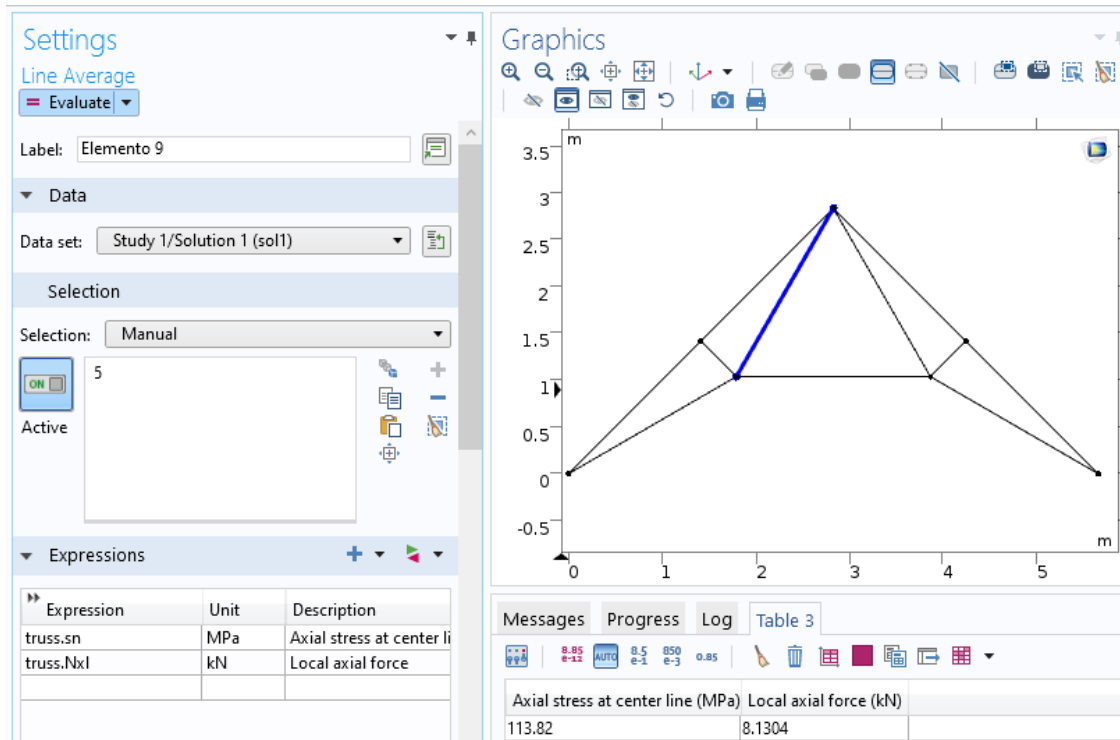 Settings
Line Average
= Evaluate
Label: Elemento 9
Data
Data set: Study 1/Solution 1 (sol1)
Selection
Selection: Manual
ON
Active
5
Expressions
Expression Unit Description
truss.sn MPa Axial stress at center li
truss.Nxl kN Local axial force
Graphics
m
3.5
3
2.5
2
1.5
1
0.5
0
-0.5
m
0 1 2 3 4 5
Messages Progress Log Table 3
8.85 e-12 AUTO 8.5 e-1 850 e-3 0.85
Axial stress at center line (MPa) Local axial force (kN)
113.82 8.1304